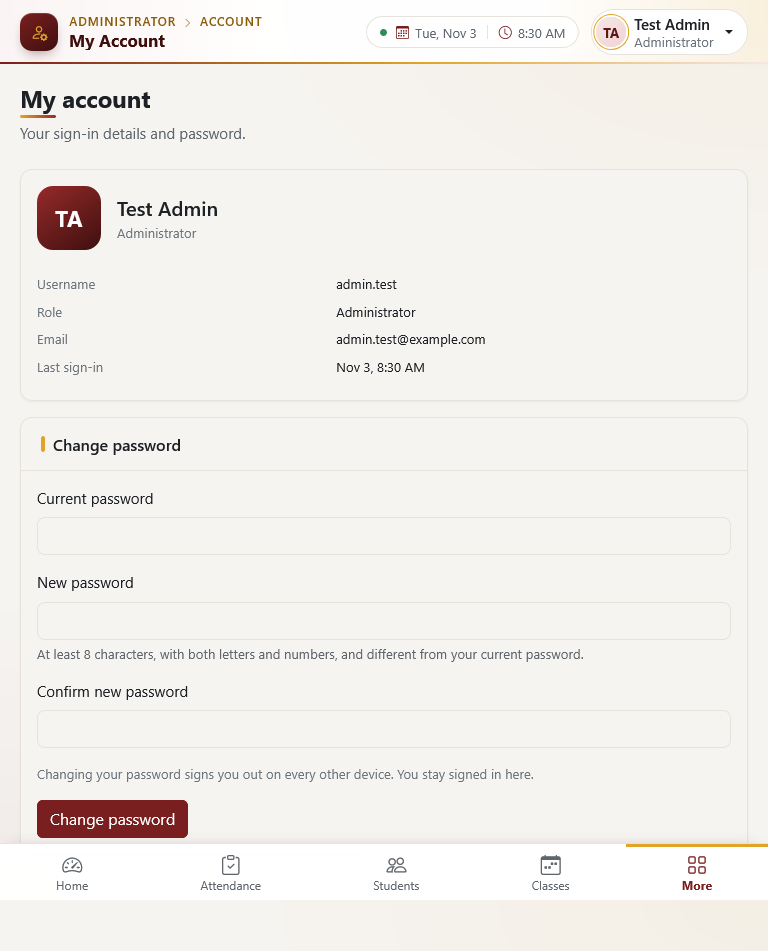 ADMINISTRATOR > ACCOUNT
My Account
Tue, Nov 3
8:30 AM
TA
Test Admin
Administrator
My account
Your sign-in details and password.
TA
Test Admin
Administrator
Username admin.test
Role Administrator
Email admin.test@example.com
Last sign-in Nov 3, 8:30 AM
Change password
Current password
New password
At least 8 characters, with both letters and numbers, and different from your current password.
Confirm new password
Changing your password signs you out on every other device. You stay signed in here.
Change password
Home Attendance Students Classes More